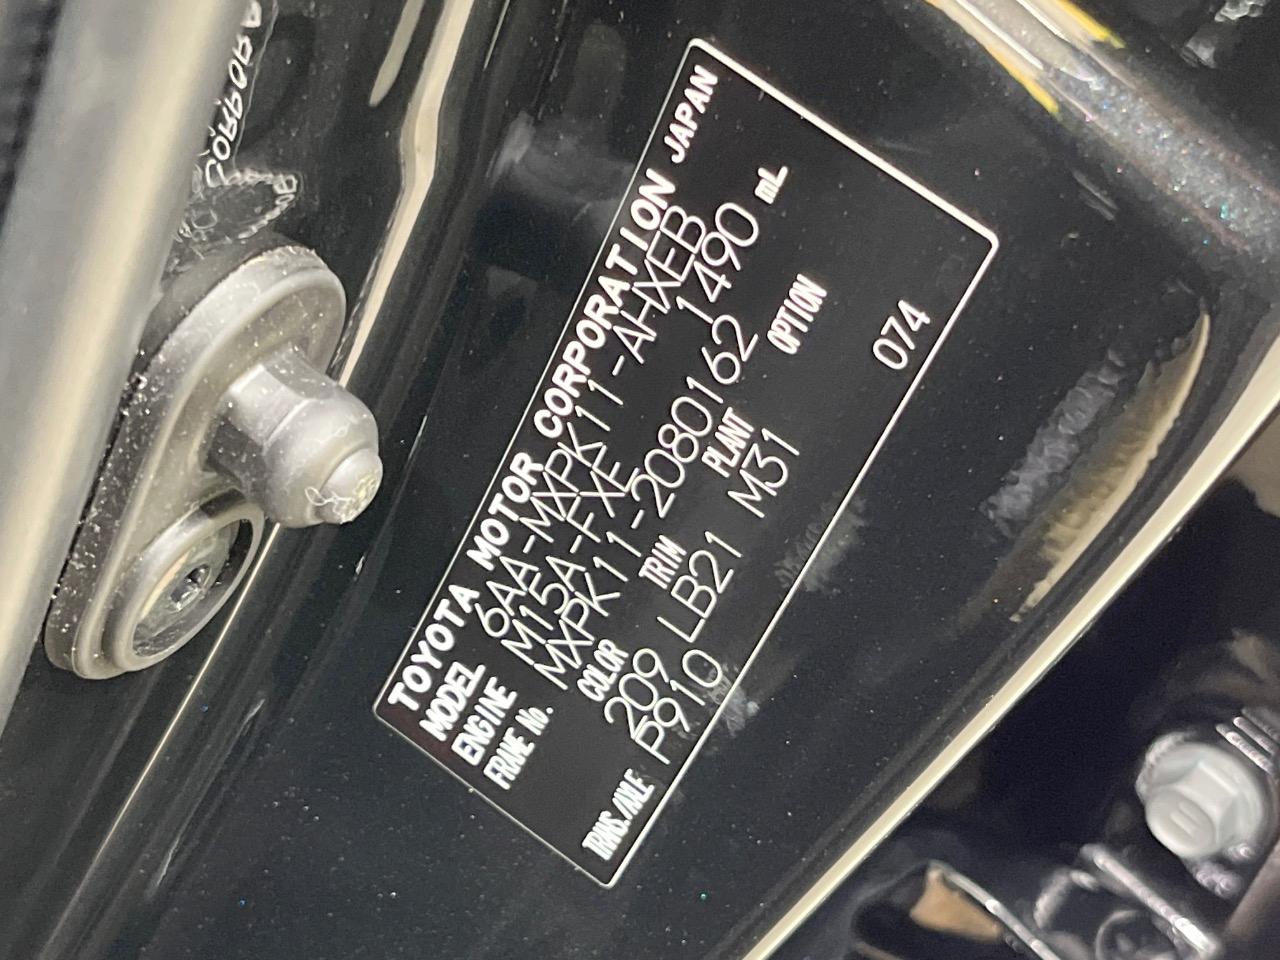 TOYOTA MOTOR CORPORATION JAPAN
MODEL 6AA-MXPK11-AHXEB
ENGINE M15A-FXE 1490 mL
FRAME No. MXPK11-2080162
COLOR TRIM PLANT OPTION
209 LB21 M31
TRANS./AXLE P910 074